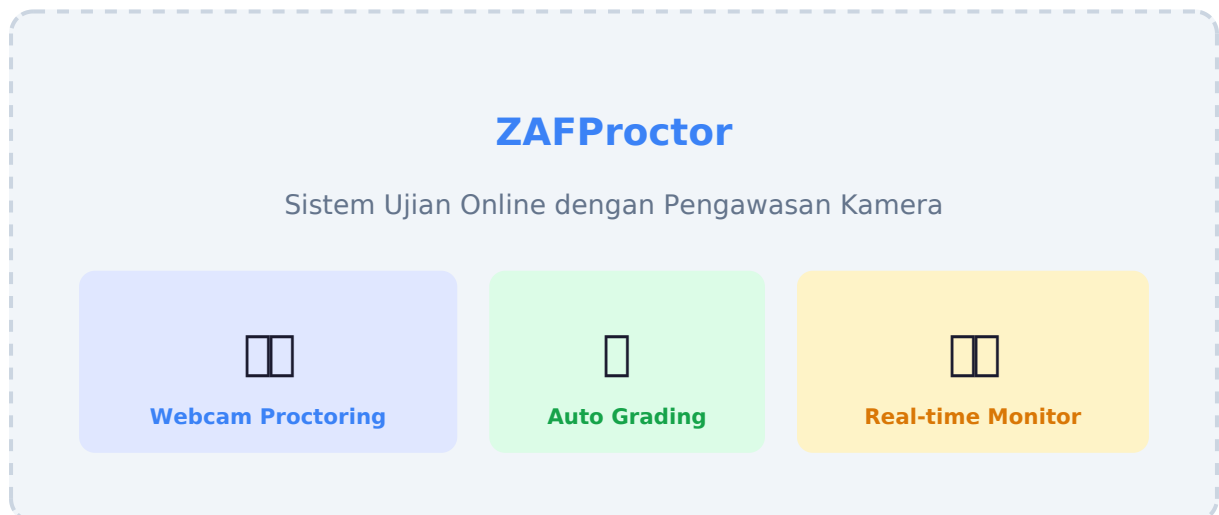 ZAFProctor
Sistem Ujian Online dengan Pengawasan Kamera
Webcam Proctoring
Auto Grading
Real-time Monitor